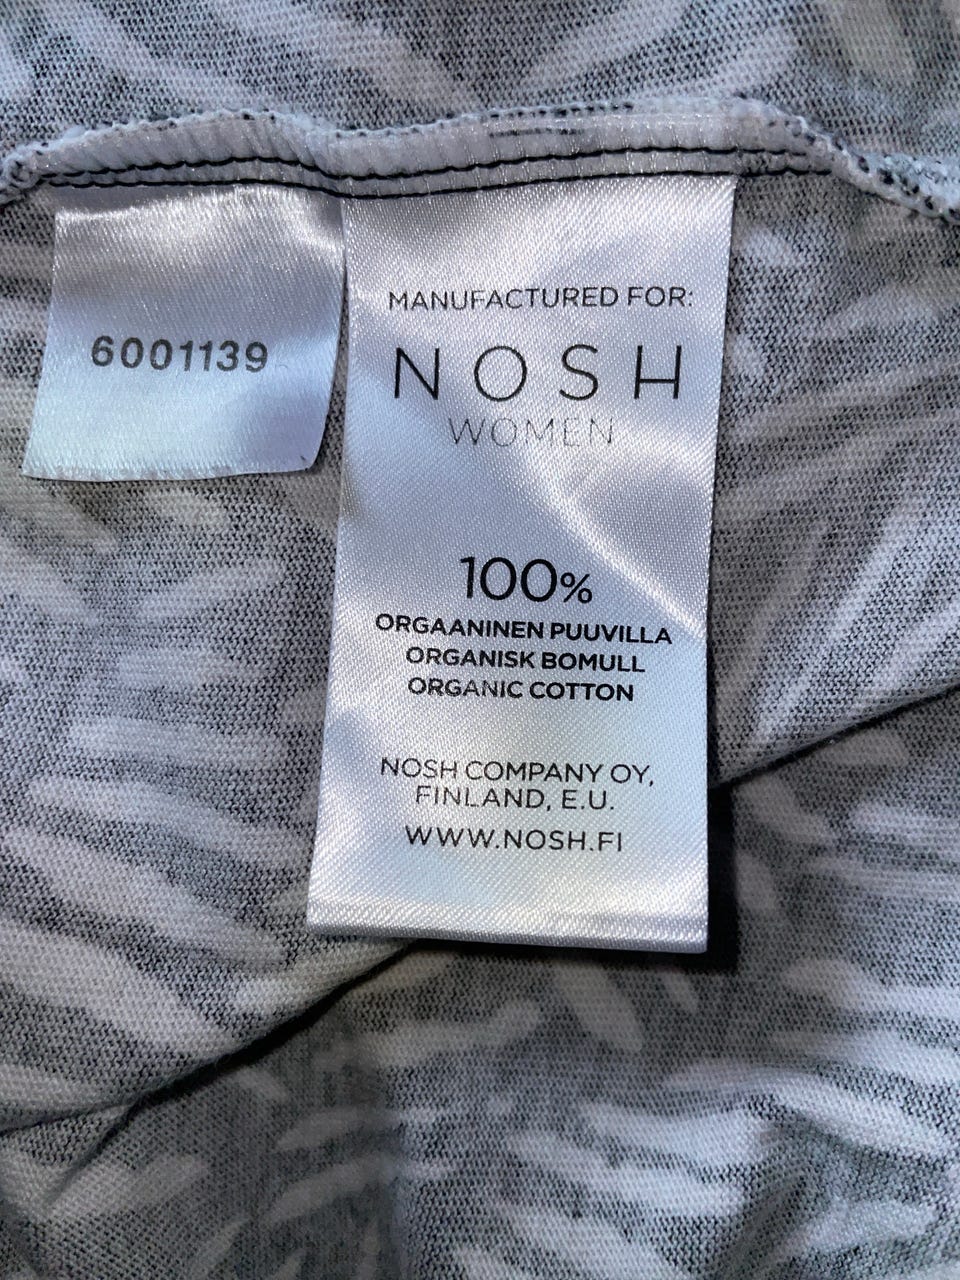 6001139
MANUFACTURED FOR:
NOSH
WOMEN
100%
ORGAANINEN PUUVILLA
ORGANISK BOMULL
ORGANIC COTTON
NOSH COMPANY OY,
FINLAND, E.U.
WWW.NOSH.FI